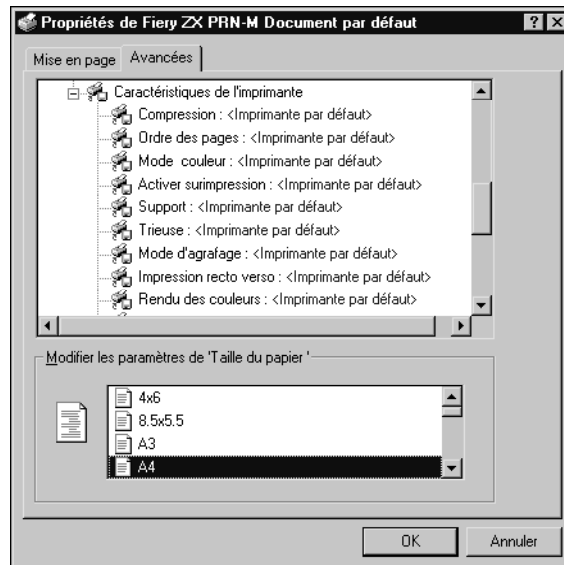 Propriétés de Fiery ZX PRN-M Document par défaut
Mise en page
Avancées
Caractéristiques de l'imprimante
Compression : <Imprimante par défaut>
Ordre des pages : <Imprimante par défaut>
Mode couleur : <Imprimante par défaut>
Activer surimpression : <Imprimante par défaut>
Support : <Imprimante par défaut>
Trieuse : <Imprimante par défaut>
Mode d'agrafage : <Imprimante par défaut>
Impression recto verso : <Imprimante par défaut>
Rendu des couleurs : <Imprimante par défaut>
Modifier les paramètres de 'Taille du papier '
4x6
8.5x5.5
A3
A4
OK
Annuler